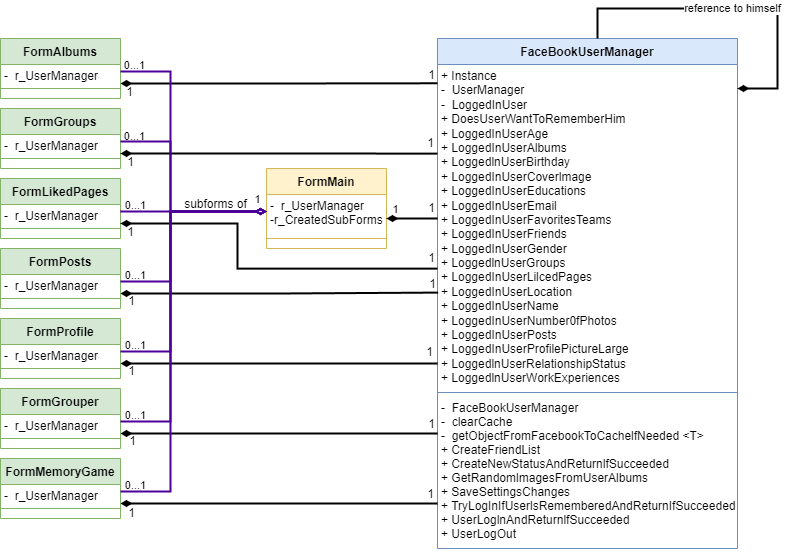 reference to himself
FormAlbums
- r_UserManager
0...1
1
1
FormGroups
- r_UserManager
0...1
1
1
FormLikedPages
- r_UserManager
0...1
1
1
FormPosts
- r_UserManager
0...1
1
1
FormProfile
- r_UserManager
0...1
1
1
FormGrouper
- r_UserManager
0...1
1
1
FormMemoryGame
- r_UserManager
0...1
1
1
subforms of
1
FormMain
- r_UserManager
-r_CreatedSubForms
1
1
FaceBookUserManager
+ Instance
- UserManager
- LoggedInUser
+ DoesUserWantToRememberHim
+ LoggedInUserAge
+ LoggedInUserAlbums
+ LoggedInUserBirthday
+ LoggedInUserCoverImage
+ LoggedInUserEducations
+ LoggedInUserEmail
+ LoggedInUserFavoritesTeams
+ LoggedInUserFriends
+ LoggedInUserGender
+ LoggedInUserGroups
+ LoggedInUserLilcedPages
+ LoggedInUserLocation
+ LoggedInUserName
+ LoggedInUserNumber0fPhotos
+ LoggedInUserPosts
+ LoggedInUserProfilePictureLarge
+ LoggedInUserRelationshipStatus
+ LoggedInUserWorkExperiences
- FaceBookUserManager
- clearCache
- getObjectFromFacebookToCacheIfNeeded <T>
+ CreateFriendList
+ CreateNewStatusAndReturnIfSucceeded
+ GetRandomImagesFromUserAlbums
+ SaveSettingsChanges
+ TryLogInIfUserIsRememberedAndReturnIfSucceeded
+ UserLogInAndReturnIfSucceeded
+ UserLogOut